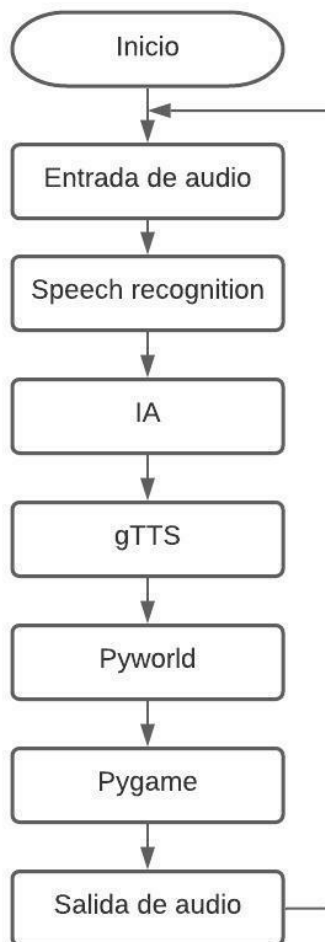 Inicio
Entrada de audio
Speech recognition
IA
gTTS
Pyworld
Pygame
Salida de audio